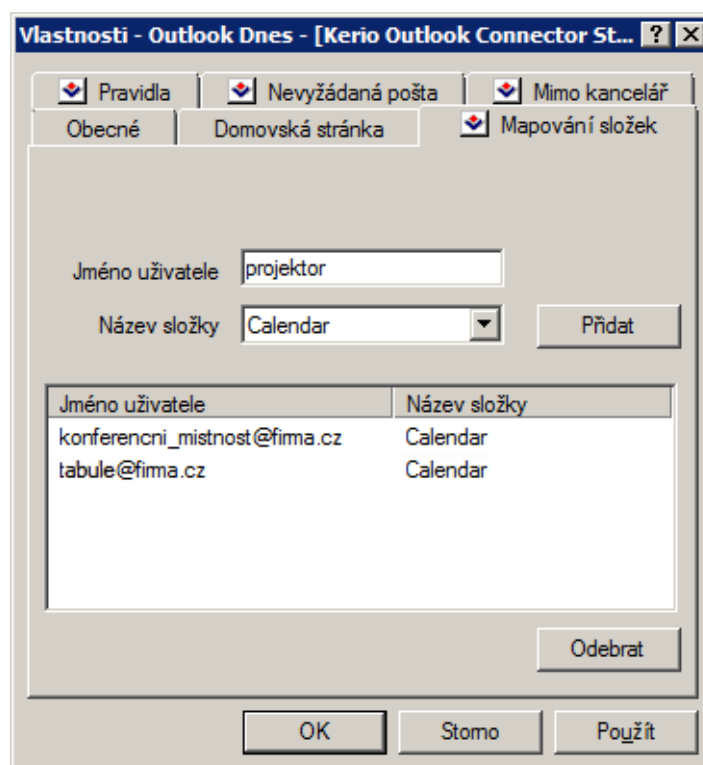 Vlastnosti - Outlook Dnes - [Kerio Outlook Connector St...
Pravidla Nevyžádaná pošta Mimo kancelář
Obecné Domovská stránka Mapování složek
Jméno uživatele projektor
Název složky Calendar Přidat
Jméno uživatele Název složky
konferencni_mistnost@firma.cz Calendar
tabule@firma.cz Calendar
Odebrat
OK Storno Použít